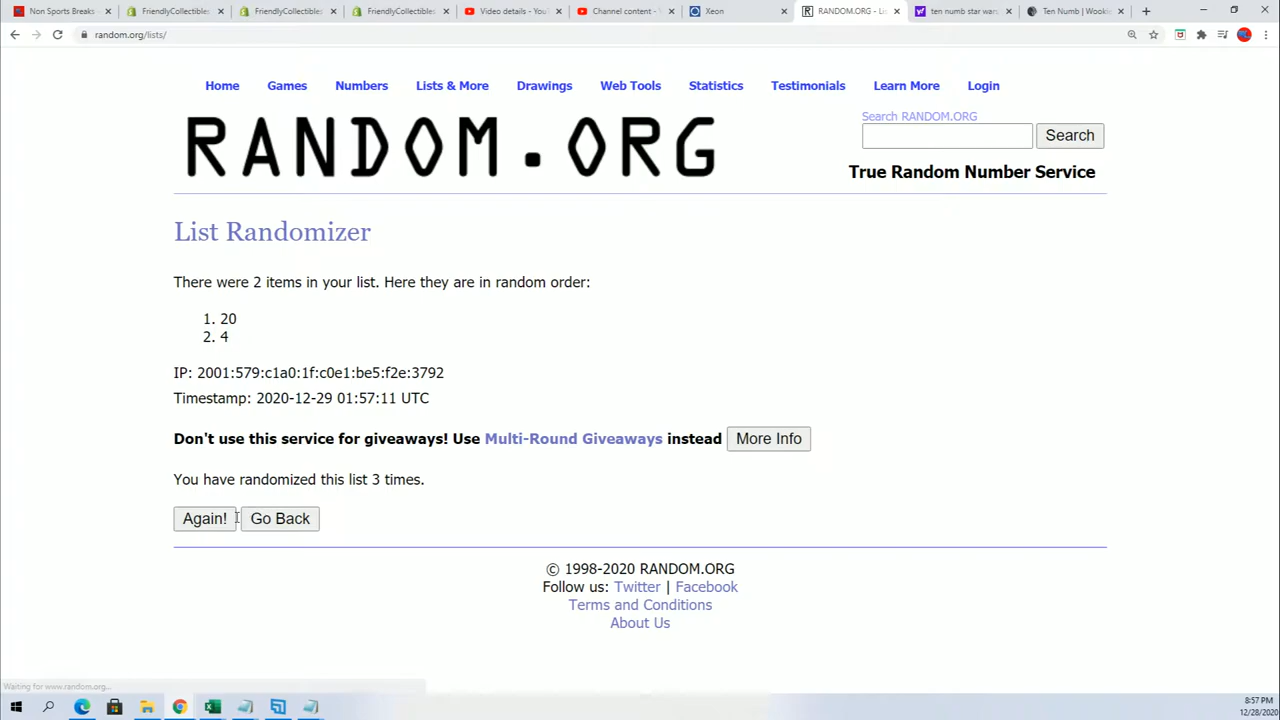 Non Sports Breaks
FriendlyCollectibles
FriendlyCollectibles
FriendlyCollectibles
Video details - You
Channel content -
Xeoix
RANDOM.ORG - Li
ten numb star war
Ten Numb | Wookie
random.org/lists/
Home Games Numbers Lists & More Drawings Web Tools Statistics Testimonials Learn More Login
RANDOM.ORG
Search RANDOM.ORG
Search
True Random Number Service
List Randomizer
There were 2 items in your list. Here they are in random order:
1. 20
2. 4
IP: 2001:579:c1a0:1f:c0e1:be5:f2e:3792
Timestamp: 2020-12-29 01:57:11 UTC
Don't use this service for giveaways! Use Multi-Round Giveaways instead More Info
You have randomized this list 3 times.
Again! Go Back
© 1998-2020 RANDOM.ORG
Follow us: Twitter | Facebook
Terms and Conditions
About Us
Waiting for www.random.org...
8:57 PM
12/28/2020